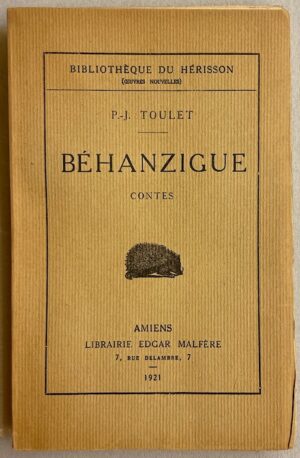 BIBLIOTHÈQUE DU HÉRISSON
(ŒUVRES NOUVELLES)
P.-J. TOULET
BÉHANZIGUE
CONTES
AMIENS
LIBRAIRIE EDGAR MALFÈRE
7, RUE DELAMBRE, 7
1921